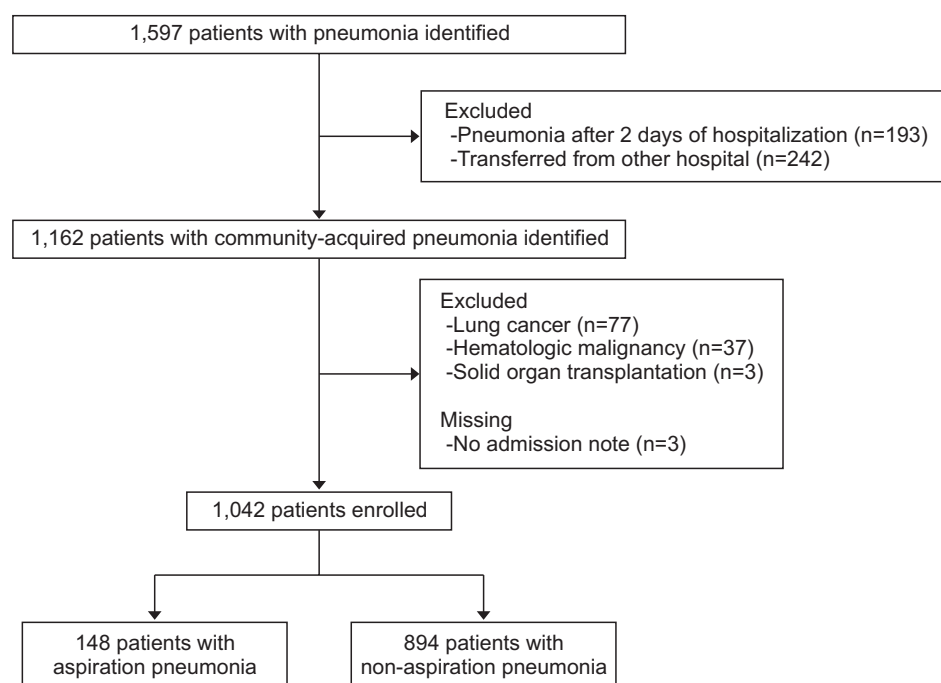 1,597 patients with pneumonia identified
Excluded
-Pneumonia after 2 days of hospitalization (n=193)
-Transferred from other hospital (n=242)
1,162 patients with community-acquired pneumonia identified
Excluded
-Lung cancer (n=77)
-Hematologic malignancy (n=37)
-Solid organ transplantation (n=3)
Missing
-No admission note (n=3)
1,042 patients enrolled
148 patients with
aspiration pneumonia
894 patients with
non-aspiration pneumonia